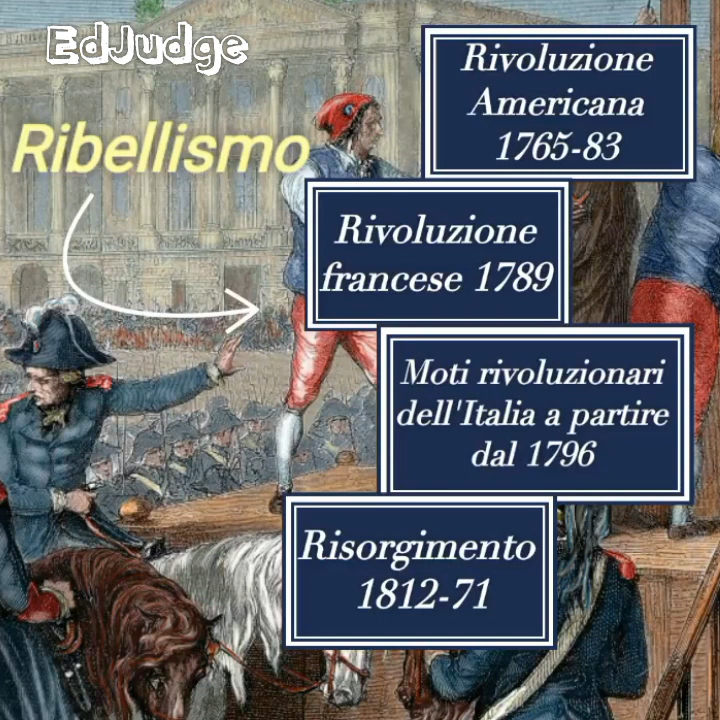 EdJudge
Ribellismo
Rivoluzione
Americana
1765-83
Rivoluzione
francese 1789
Moti rivoluzionari
dell'Italia a partire
dal 1796
Risorgimento
1812-71